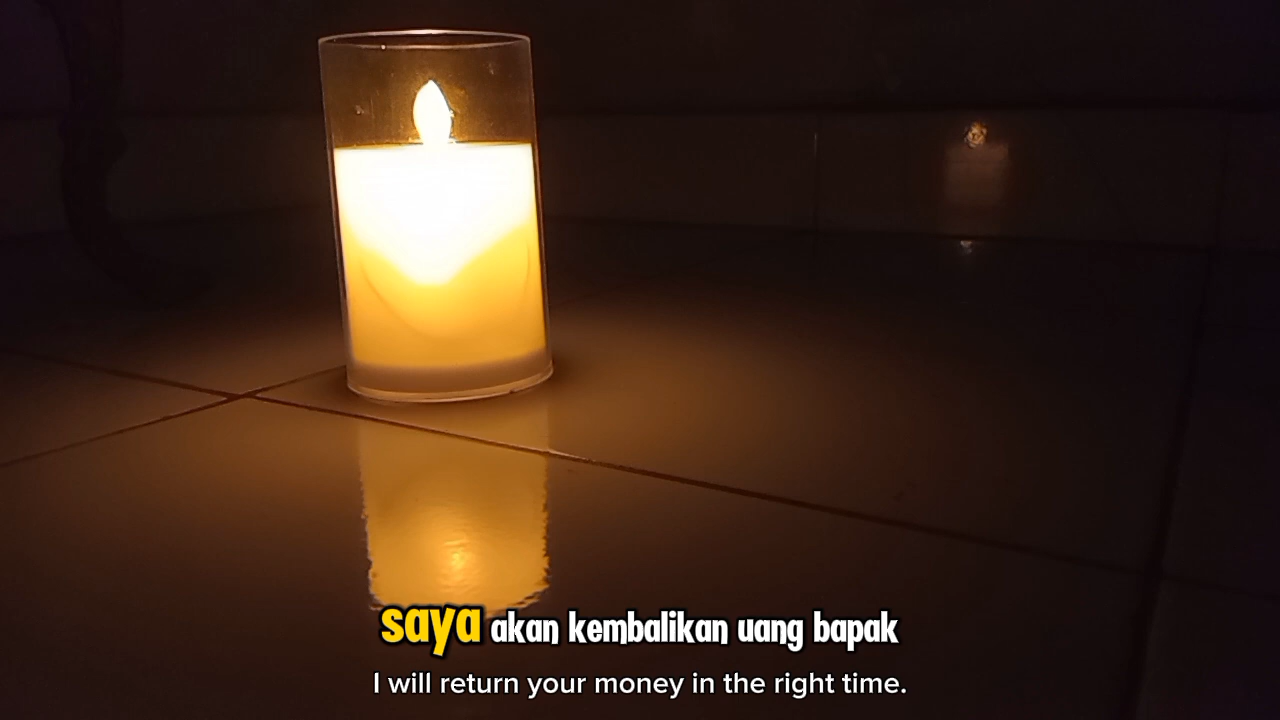 saya akan kembalikan uang bapak
I will return your money in the right time.